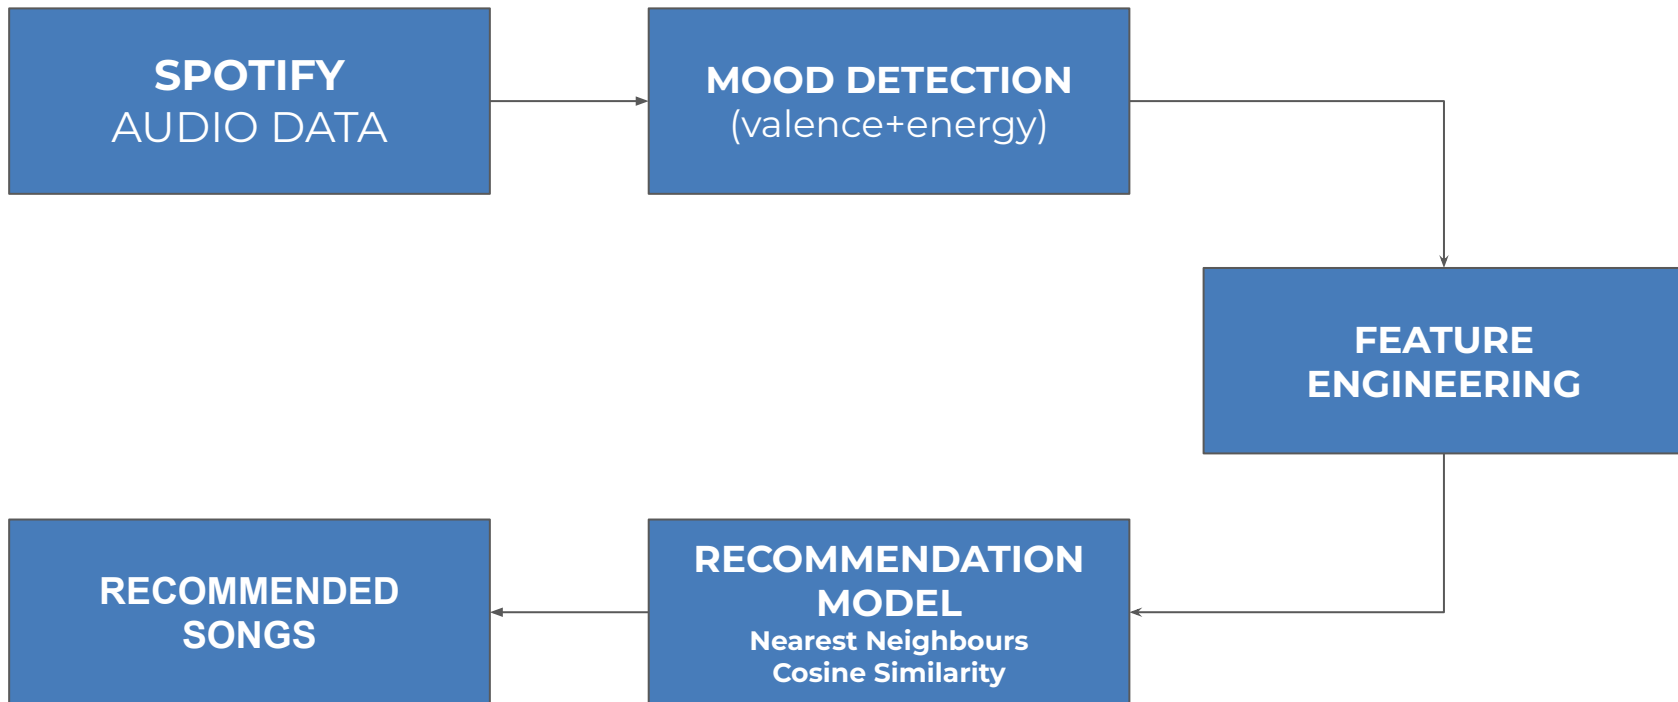 SPOTIFY
AUDIO DATA
MOOD DETECTION
(valence+energy)
FEATURE
ENGINEERING
RECOMMENDATION
MODEL
Nearest Neighbours
Cosine Similarity
RECOMMENDED
SONGS